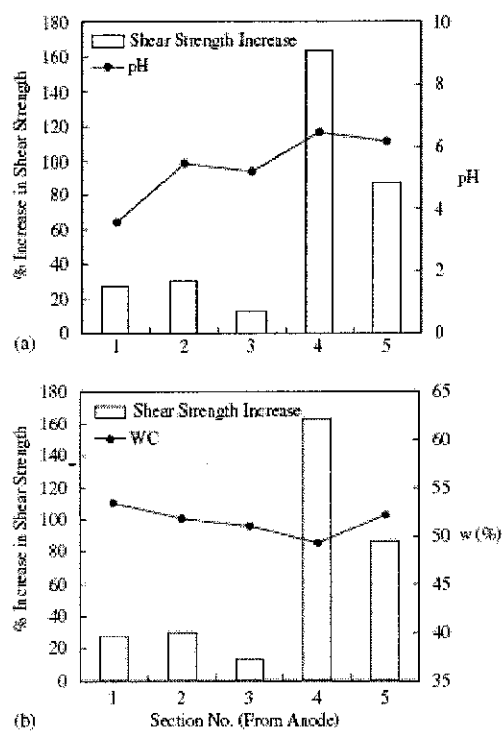 180
160
140
120
100
80
60
40
20
0
% Increase in Shear Strength
Shear Strength Increase
pH
10
8
6
4
2
0
pH
1 2 3 4 5
(a)
180
160
140
120
100
80
60
40
20
0
% Increase in Shear Strength
Shear Strength Increase
WC
65
60
55
50
45
40
35
w (%)
1 2 3 4 5
(b)
Section No. (From Anode)